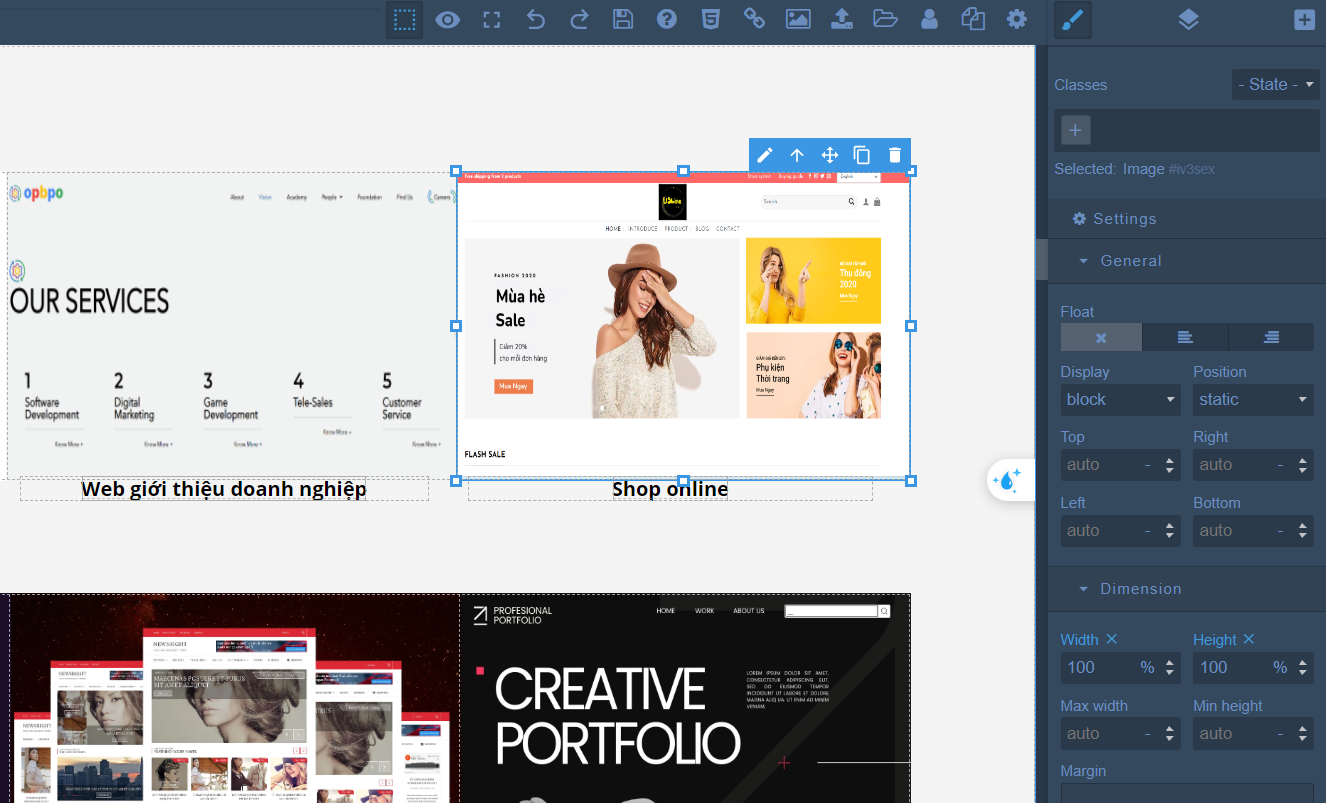 Classes
- State -
Selected: Image #iv3sex
Settings
General
Float
Display
Position
block
static
Top
Right
auto -
auto -
Left
Bottom
auto -
auto -
Dimension
Width
Height
100 %
100 %
Max width
Min height
auto -
auto -
Margin
opbpo
About
Vision
Academy
People
Foundation
Find Us
Careers
OUR SERVICES
1
2
3
4
5
Software
Development
Digital
Marketing
Game
Development
Tele-Sales
Customer
Service
Know More +
Know More +
Know More +
Know More +
Know More +
Web giới thiệu doanh nghiệp
Free shipping from 2 products
Buying guide
English
Search
HOME
INTRODUCE
PRODUCT
BLOG
CONTACT
FASHION 2020
Mùa hè
Sale
Giảm 20%
cho mỗi đơn hàng
Mua Ngay
Thu đông
2020
Mua Ngay
Phụ kiện
Thời trang
Mua Ngay
FLASH SALE
Shop online
NEWSBRIGHT
MAECENAS POSUEREUT PURUS
SIT ANET ALIQUET
PROFESIONAL
PORTFOLIO
HOME
WORK
ABOUT US
CREATIVE
PORTFOLIO
LOREM IPSUM DOLOR SIT AMET,
CONSECTETUR ADIPISCING ELIT,
SED DO EIUSMOD TEMPOR
INCIDIDUNT UT LABORE ET DOLORE
MAGNA ALIQUA. UT ENIM AD MINIM
VENIAM,